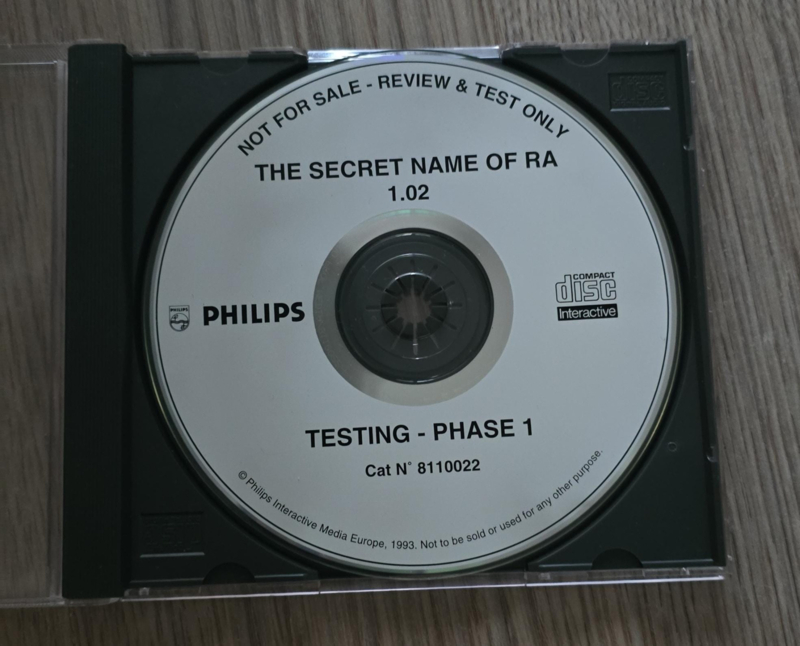 NOT FOR SALE - REVIEW & TEST ONLY
THE SECRET NAME OF RA
1.02
PHILIPS
PHILIPS
COMPACT
disc
Interactive
TESTING - PHASE 1
Cat N° 8110022
© Philips Interactive Media Europe, 1993. Not to be sold or used for any other purpose.